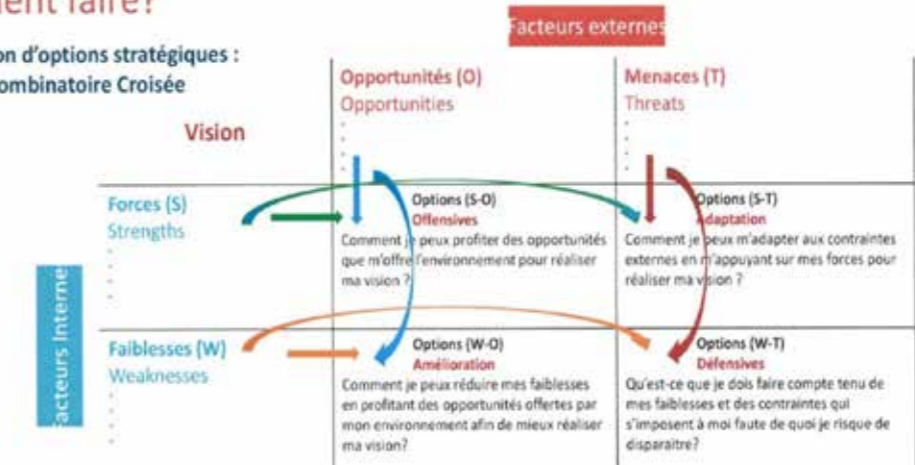 ent faire?
Facteurs externes
on d'options stratégiques :
ombinatoire Croisée
Vision
Opportunités (O)
Opportunities
Menaces (T)
Threats
Forces (S)
Strengths
Options (S-O)
Offensives
Comment je peux profiter des opportunités
que m'offre l'environnement pour réaliser
ma vision ?
Options (S-T)
Adaptation
Comment je peux m'adapter aux contraintes
externes en m'appuyant sur mes forces pour
réaliser ma vision ?
acteurs Interne
Faiblesses (W)
Weaknesses
Options (W-O)
Amélioration
Comment je peux réduire mes faiblesses
en profitant des opportunités offertes par
mon environnement afin de mieux réaliser
ma vision?
Options (W-T)
Défensives
Qu'est-ce que je dois faire compte tenu de
mes faiblesses et des contraintes qui
s'imposent à moi faute de quoi je risque de
disparaître?